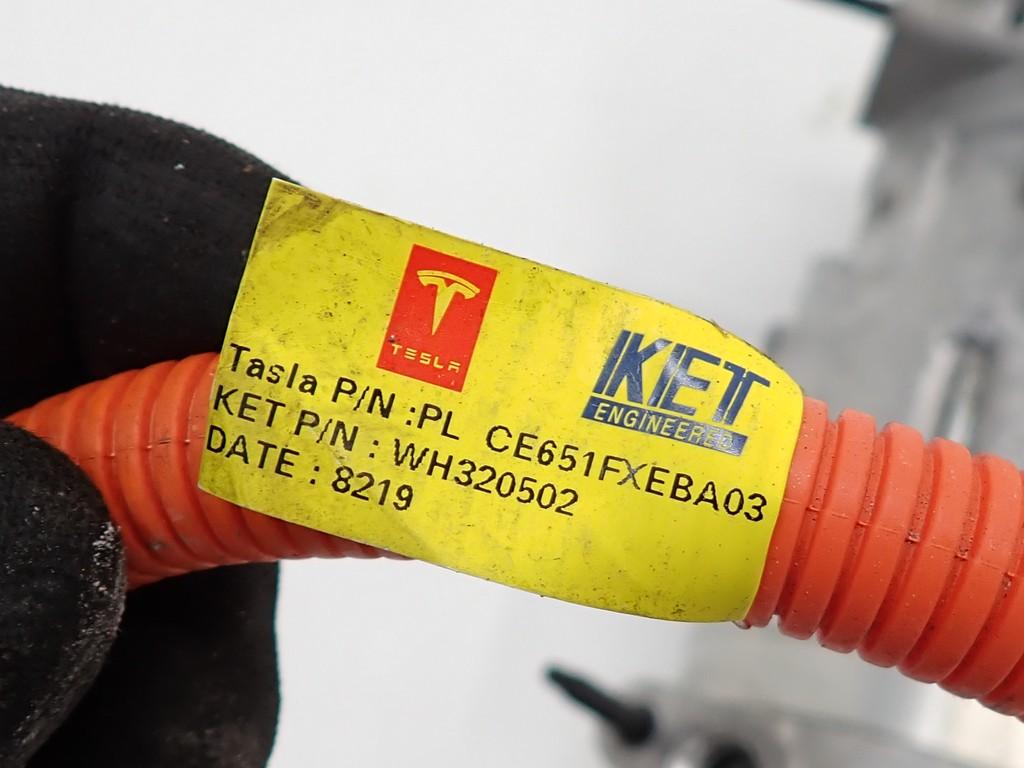 TESLA
KET
ENGINEERED
Tasla P/N :PL CE651FXEBA03
KET P/N : WH320502
DATE : 8219